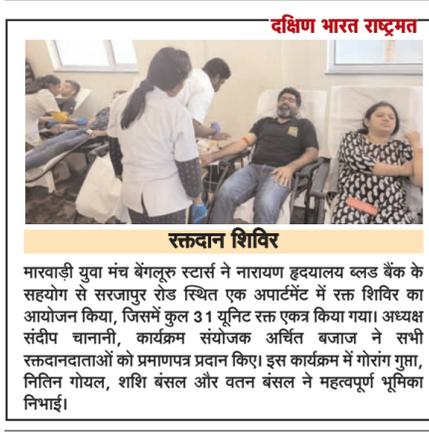 दक्षिण भारत राष्ट्रमत
रक्तदान शिविर
मारवाड़ी युवा मंच बेंगलूरु स्टार्स ने नारायण हृदयालय ब्लड बैंक के
सहयोग से सरजापुर रोड स्थित एक अपार्टमेंट में रक्त शिविर का
आयोजन किया, जिसमें कुल 31 यूनिट रक्त एकत्र किया गया। अध्यक्ष
संदीप चानानी, कार्यक्रम संयोजक अर्चित बजाज ने सभी
रक्तदानदाताओं को प्रमाणपत्र प्रदान किए। इस कार्यक्रम में गोरांग गुप्ता,
नितिन गोयल, शशि बंसल और वतन बंसल ने महत्वपूर्ण भूमिका
निभाई।